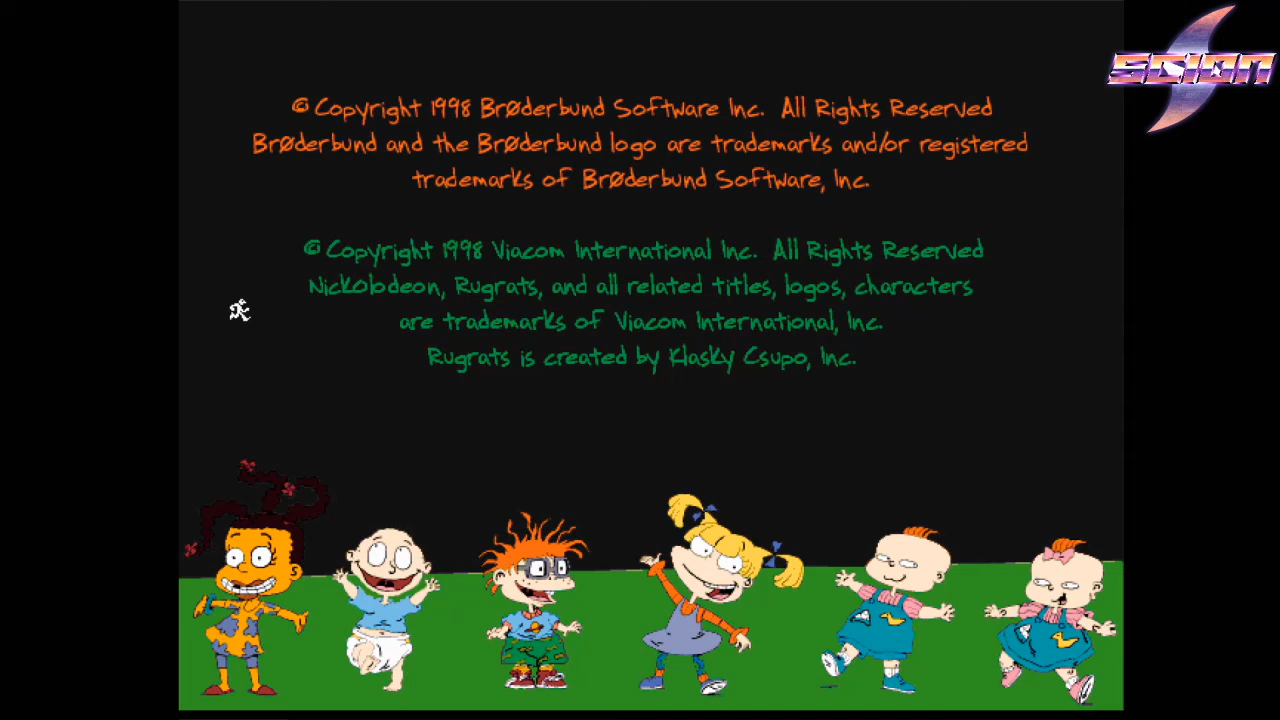 © Copyright 1998 Brøderbund Software Inc. All Rights Reserved
Brøderbund and the Brøderbund logo are trademarks and/or registered
trademarks of Brøderbund Software, Inc.
© Copyright 1998 Viacom International Inc. All Rights Reserved
Nickolodeon, Rugrats, and all related titles, logos, characters
are trademarks of Viacom International, Inc.
Rugrats is created by Klasky Csupo, Inc.
SCION